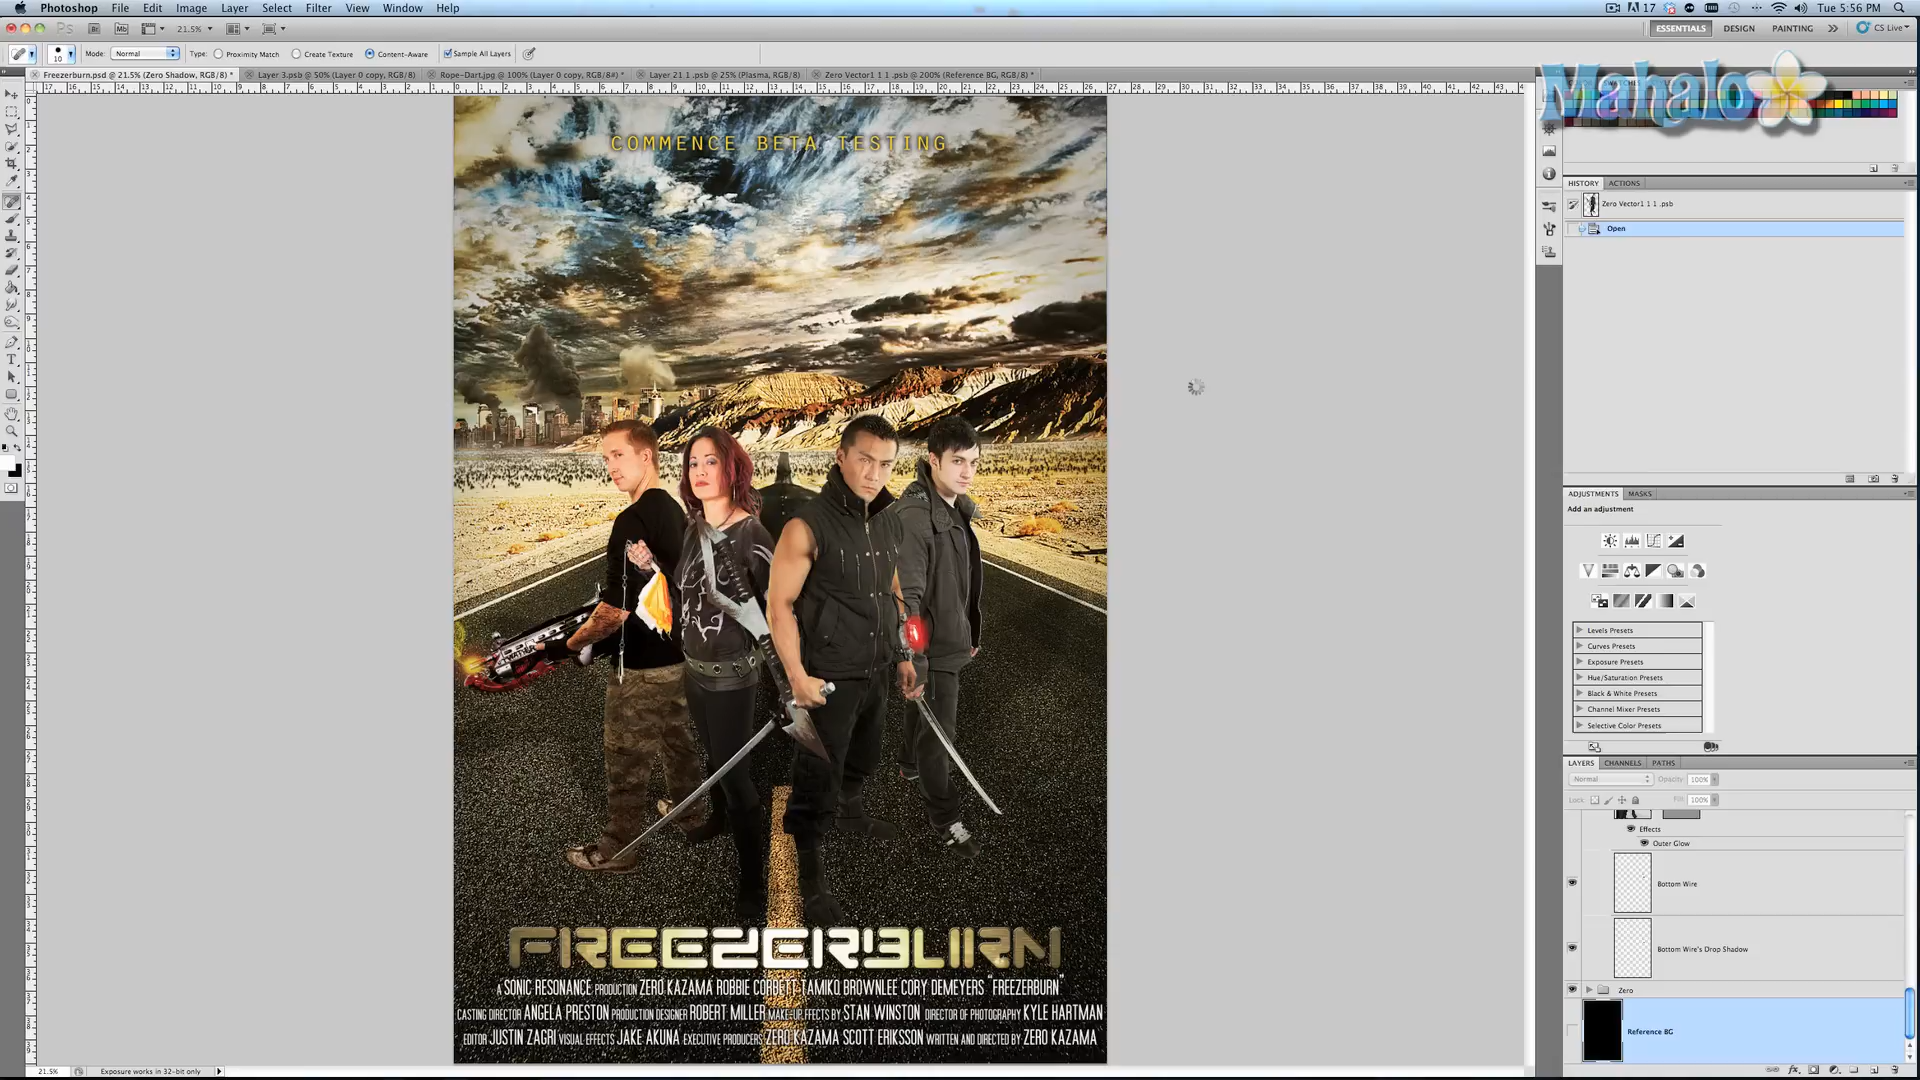 Photoshop File Edit Image Layer Select Filter View Window Help
17 Tue 5:56 PM
Ps Br Mb 21.5% ESSENTIALS DESIGN PAINTING CS Live
10 Mode: Normal Type: Proximity Match Create Texture Content-Aware Sample All Layers
Freezerburn.psd @ 21.5% (Zero Shadow, RGB/8) * Layer 3.psb @ 50% (Layer 0 copy, RGB/8) Rope-Dart.jpg @ 100% (Layer 0 copy, RGB/8#) * Layer 21 1 .psb @ 25% (Plasma, RGB/8) Zero Vector1 1 1 .psb @ 200% (Reference BG, RGB/8) *
Mahalo
COMMENCE BETA TESTING
FREEZERBURN
A SONIC RESONANCE PRODUCTION ZERO KAZAMA ROBBIE CORBETT TAMIKO BROWNLEE CORY DEMEYERS "FREEZERBURN"
CASTING DIRECTOR ANGELA PRESTON PRODUCTION DESIGNER ROBERT MILLER MAKE-UP EFFECTS BY STAN WINSTON DIRECTOR OF PHOTOGRAPHY KYLE HARTMAN
EDITOR JUSTIN ZAGRI VISUAL EFFECTS JAKE AKUNA EXECUTIVE PRODUCERS ZERO KAZAMA SCOTT ERIKSSON WRITTEN AND DIRECTED BY ZERO KAZAMA
HISTORY ACTIONS
Zero Vector1 1 1 .psb
Open
ADJUSTMENTS MASKS
Add an adjustment
Levels Presets
Curves Presets
Exposure Presets
Hue/Saturation Presets
Black & White Presets
Channel Mixer Presets
Selective Color Presets
LAYERS CHANNELS PATHS
Normal Opacity: 100%
Lock: Fill: 100%
Effects
Outer Glow
Bottom Wire
Bottom Wire's Drop Shadow
Zero
Reference BG
21.5% Exposure works in 32-bit only